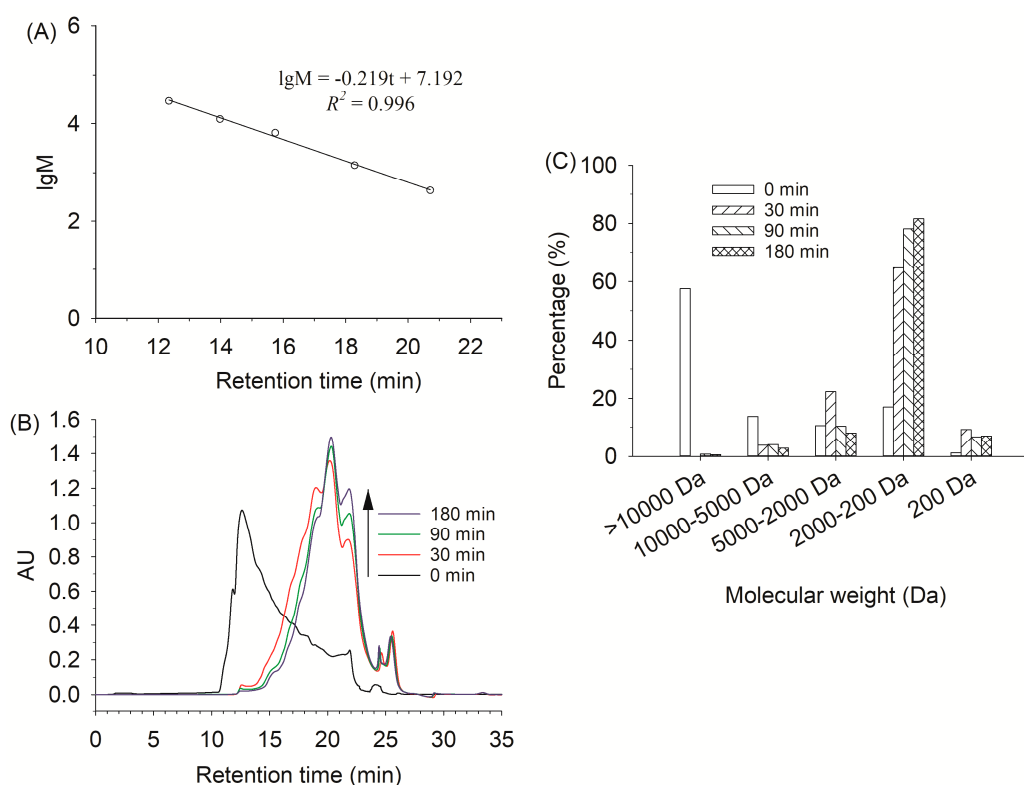 (A)
6
4
2
0
lgM
lgM = -0.219t + 7.192
R² = 0.996
10 12 14 16 18 20 22
Retention time (min)
(B)
1.6
1.4
1.2
1.0
0.8
0.6
0.4
0.2
0.0
AU
180 min
90 min
30 min
0 min
0 5 10 15 20 25 30 35
Retention time (min)
(C)
100
80
60
40
20
0
Percentage (%)
0 min
30 min
90 min
180 min
>10000 Da
10000-5000 Da
5000-2000 Da
2000-200 Da
200 Da
Molecular weight (Da)